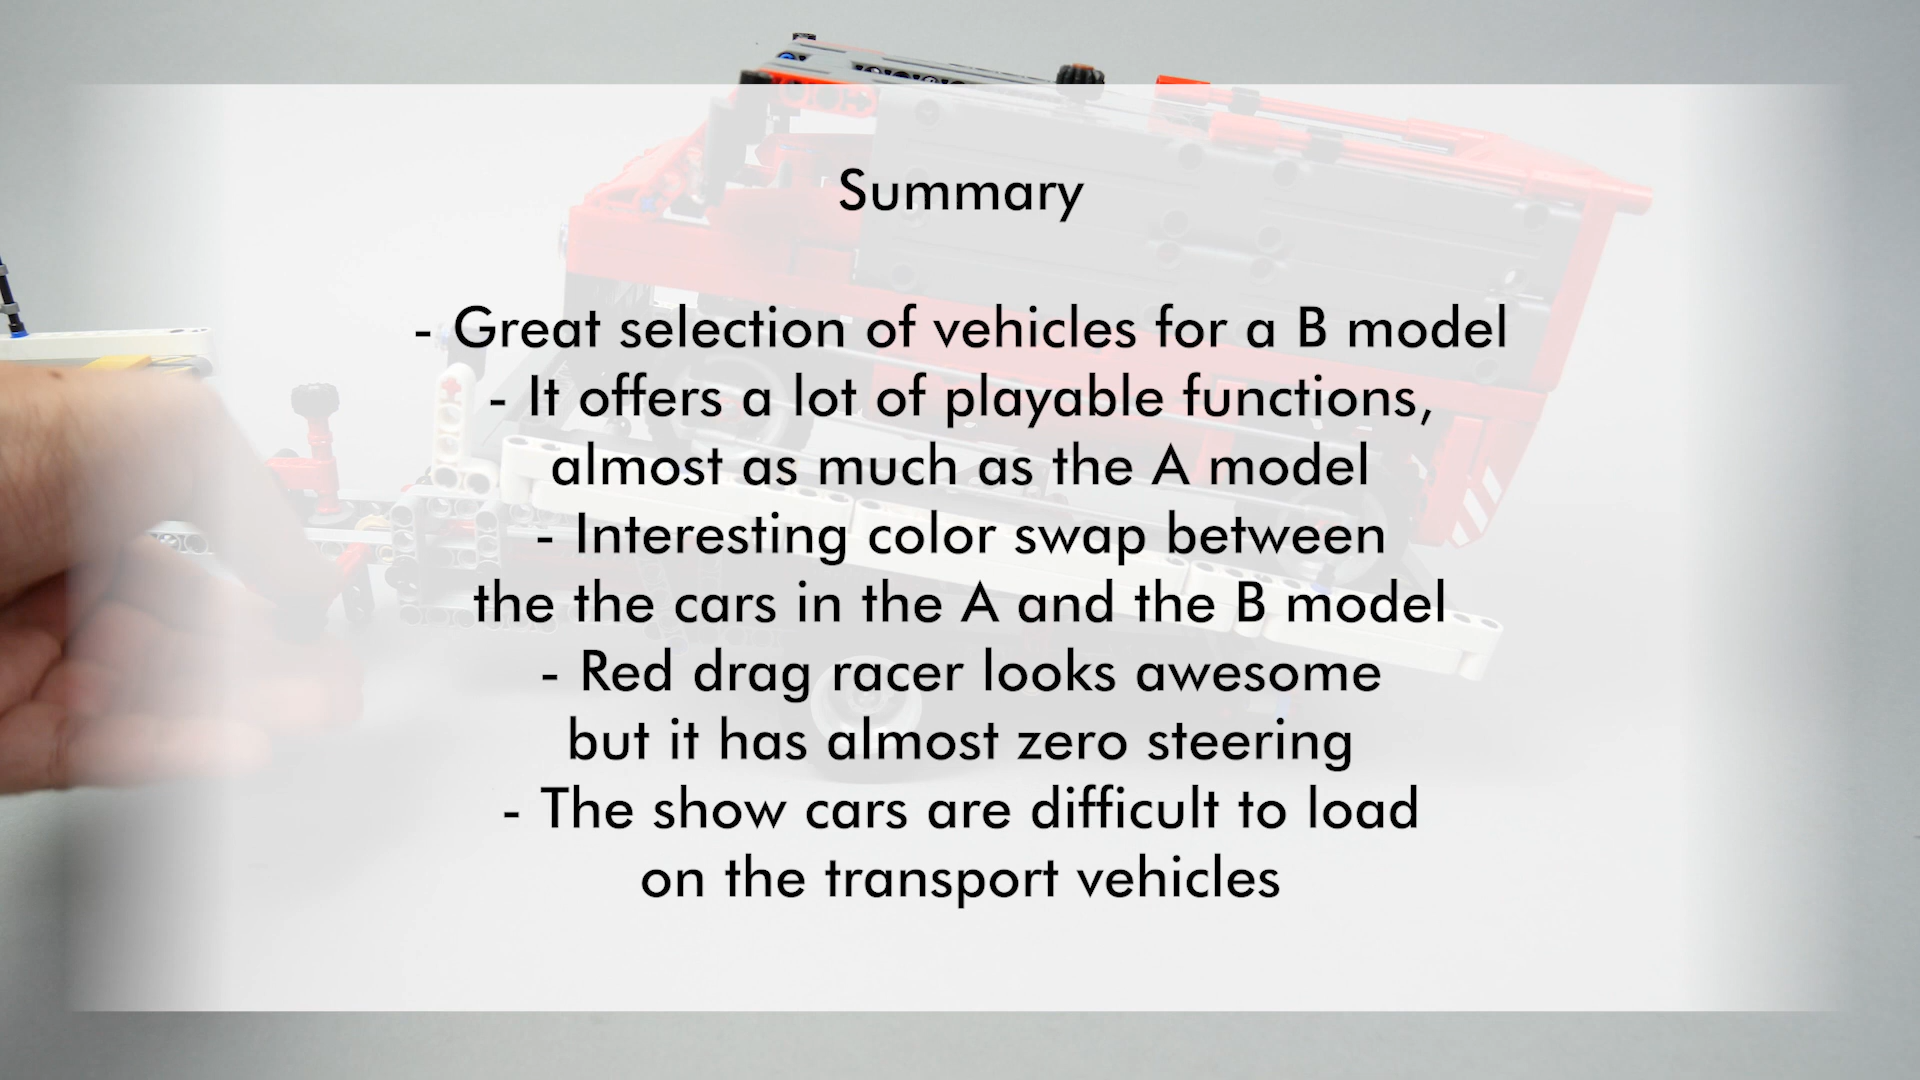 Summary
- Great selection of vehicles for a B model
- It offers a lot of playable functions,
almost as much as the A model
- Interesting color swap between
the the cars in the A and the B model
- Red drag racer looks awesome
but it has almost zero steering
- The show cars are difficult to load
on the transport vehicles